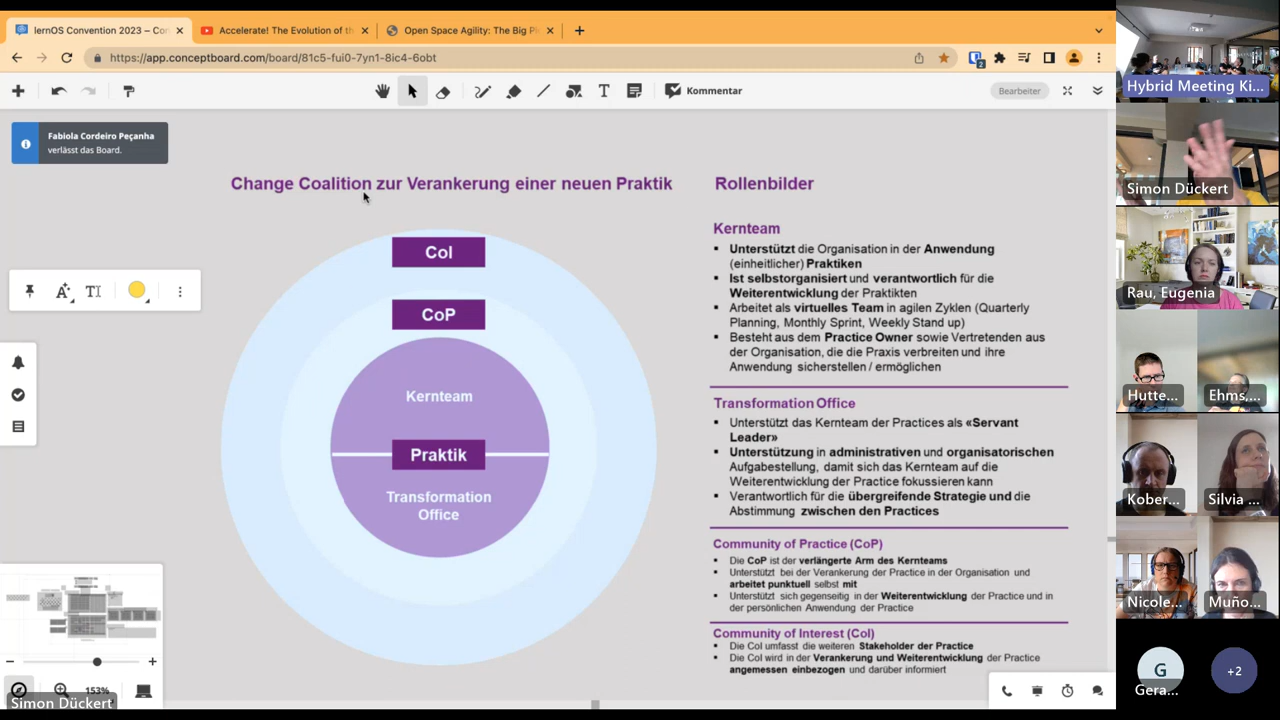 lernOS Convention 2023 – Co
Accelerate! The Evolution of th
Open Space Agility: The Big P
https://app.conceptboard.com/board/81c5-fui0-7yn1-8ic4-6obt
2
Kommentar
Bearbeiter
Fabiola Cordeiro Peçanha
verlässt das Board.
Change Coalition zur Verankerung einer neuen Praktik
CoI
CoP
Kernteam
Praktik
Transformation
Office
Rollenbilder
Kernteam
▪ Unterstützt die Organisation in der Anwendung
(einheitlicher) Praktiken
▪ Ist selbstorganisiert und verantwortlich für die
Weiterentwicklung der Praktikten
▪ Arbeitet als virtuelles Team in agilen Zyklen (Quarterly
Planning, Monthly Sprint, Weekly Stand up)
▪ Besteht aus dem Practice Owner sowie Vertretenden aus
der Organisation, die die Praxis verbreiten und ihre
Anwendung sicherstellen / ermöglichen
Transformation Office
▪ Unterstützt das Kernteam der Practices als «Servant
Leader»
▪ Unterstützung in administrativen und organisatorischen
Aufgabestellung, damit sich das Kernteam auf die
Weiterentwicklung der Practice fokussieren kann
▪ Verantwortlich für die übergreifende Strategie und die
Abstimmung zwischen den Practices
Community of Practice (CoP)
▪ Die CoP ist der verlängerte Arm des Kernteams
▪ Unterstützt bei der Verankerung der Practice in der Organisation und
arbeitet punktuell selbst mit
▪ Unterstützt sich gegenseitig in der Weiterentwicklung der Practice und in
der persönlichen Anwendung der Practice
Community of Interest (CoI)
▪ Die CoI umfasst die weiteren Stakeholder der Practice
▪ Die CoI wird in der Verankerung und Weiterentwicklung der Practice
angemessen einbezogen und darüber informiert
153%
Simon Dückert
Hybrid Meeting Ki...
Simon Dückert
Rau, Eugenia
Hutte...
Ehms,...
Kober...
Silvia ...
Nicole...
Muño...
G
Gera...
+2